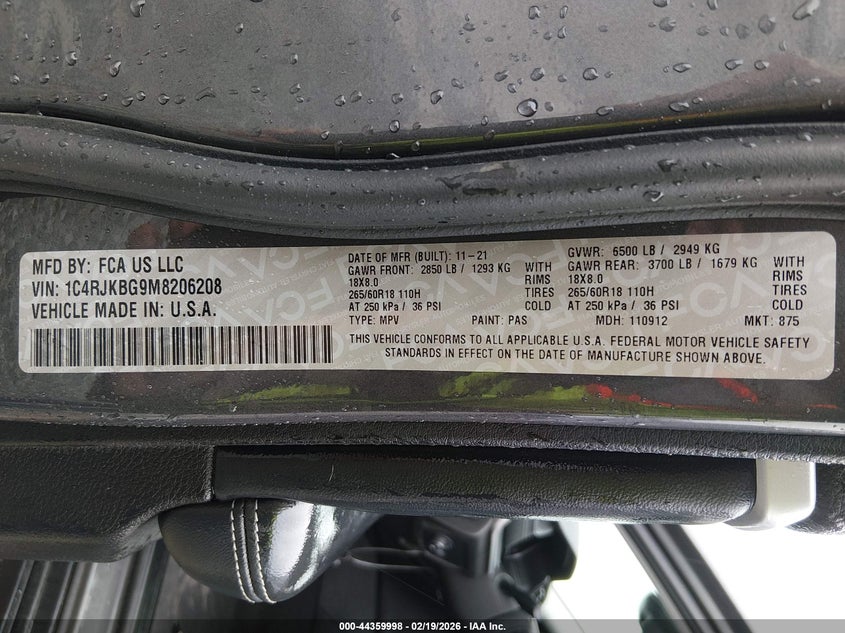 MFD BY: FCA US LLC
VIN: 1C4RJKBG9M8206208
VEHICLE MADE IN: U.S.A.
DATE OF MFR (BUILT): 11-21
GVWR: 6500 LB / 2949 KG
GAWR FRONT: 2850 LB / 1293 KG WITH
GAWR REAR: 3700 LB / 1679 KG WITH
18X8.0 RIMS
18X8.0 RIMS
265/60R18 110H TIRES
265/60R18 110H TIRES
AT 250 kPa / 36 PSI COLD
AT 250 kPa / 36 PSI COLD
TYPE: MPV PAINT: PAS MDH: 110912 MKT: 875
THIS VEHICLE CONFORMS TO ALL APPLICABLE U.S.A. FEDERAL MOTOR VEHICLE SAFETY
STANDARDS IN EFFECT ON THE DATE OF MANUFACTURE SHOWN ABOVE.
000-44359998 - 02/19/2026 - IAA Inc.